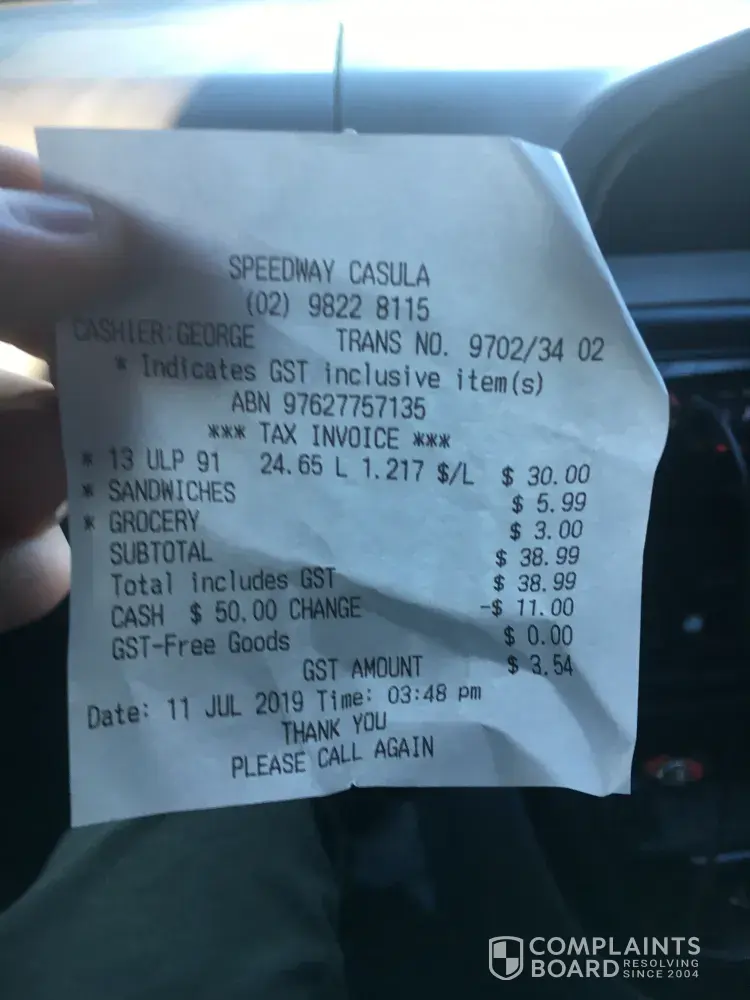 SPEEDWAY CASULA
(02) 9822 8115
CASHIER:GEORGE TRANS NO. 9702/34 02
* Indicates GST inclusive item(s)
ABN 97627757135
*** TAX INVOICE ***
* 13 ULP 91 24.65 L 1.217 $/L $ 30.00
* SANDWICHES $ 5.99
* GROCERY $ 3.00
SUBTOTAL $ 38.99
Total includes GST $ 38.99
CASH $ 50.00 CHANGE -$ 11.00
GST-Free Goods $ 0.00
GST AMOUNT $ 3.54
Date: 11 JUL 2019 Time: 03:48 pm
THANK YOU
PLEASE CALL AGAIN
COMPLAINTS
BOARD RESOLVING
SINCE 2004